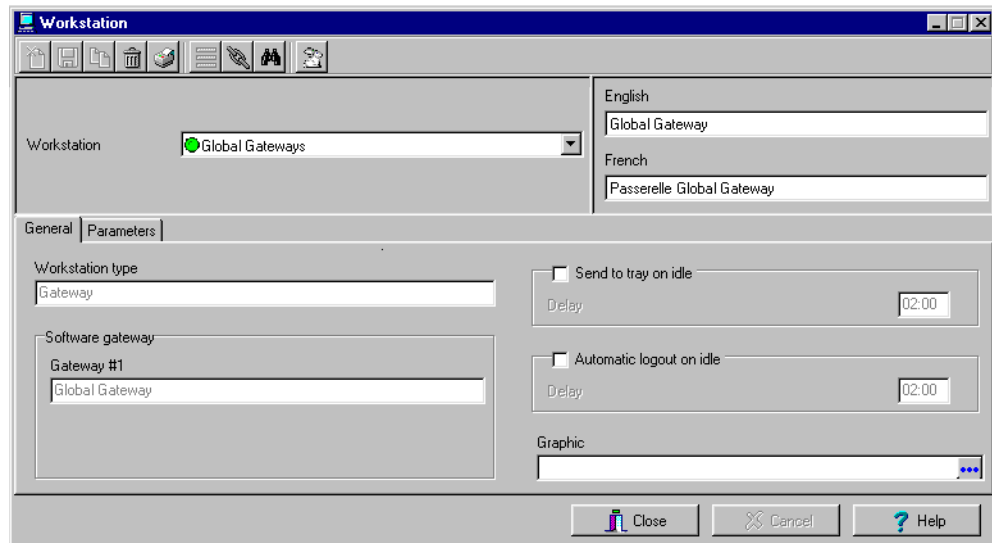 Workstation
Workstation
Global Gateways
English
Global Gateway
French
Passerelle Global Gateway
General
Parameters
Workstation type
Gateway
Software gateway
Gateway #1
Global Gateway
Send to tray on idle
Delay
02:00
Automatic logout on idle
Delay
02:00
Graphic
Close
Cancel
Help